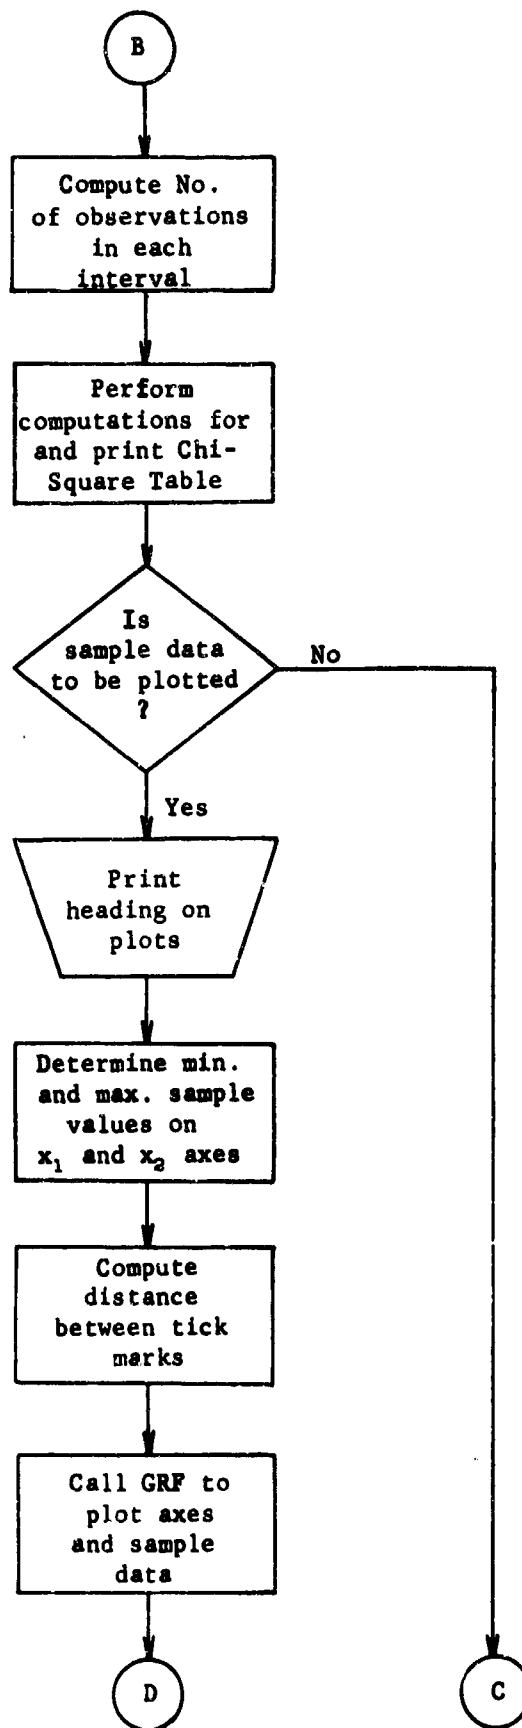 B
Compute No.
of observations
in each
interval
Perform
computations for
and print Chi-
Square Table
Is
sample data
to be plotted
?
No
Yes
Print
heading on
plots
Determine min.
and max. sample
values on
x₁ and x₂ axes
Compute
distance
between tick
marks
Call GRF to
plot axes
and sample
data
D
C